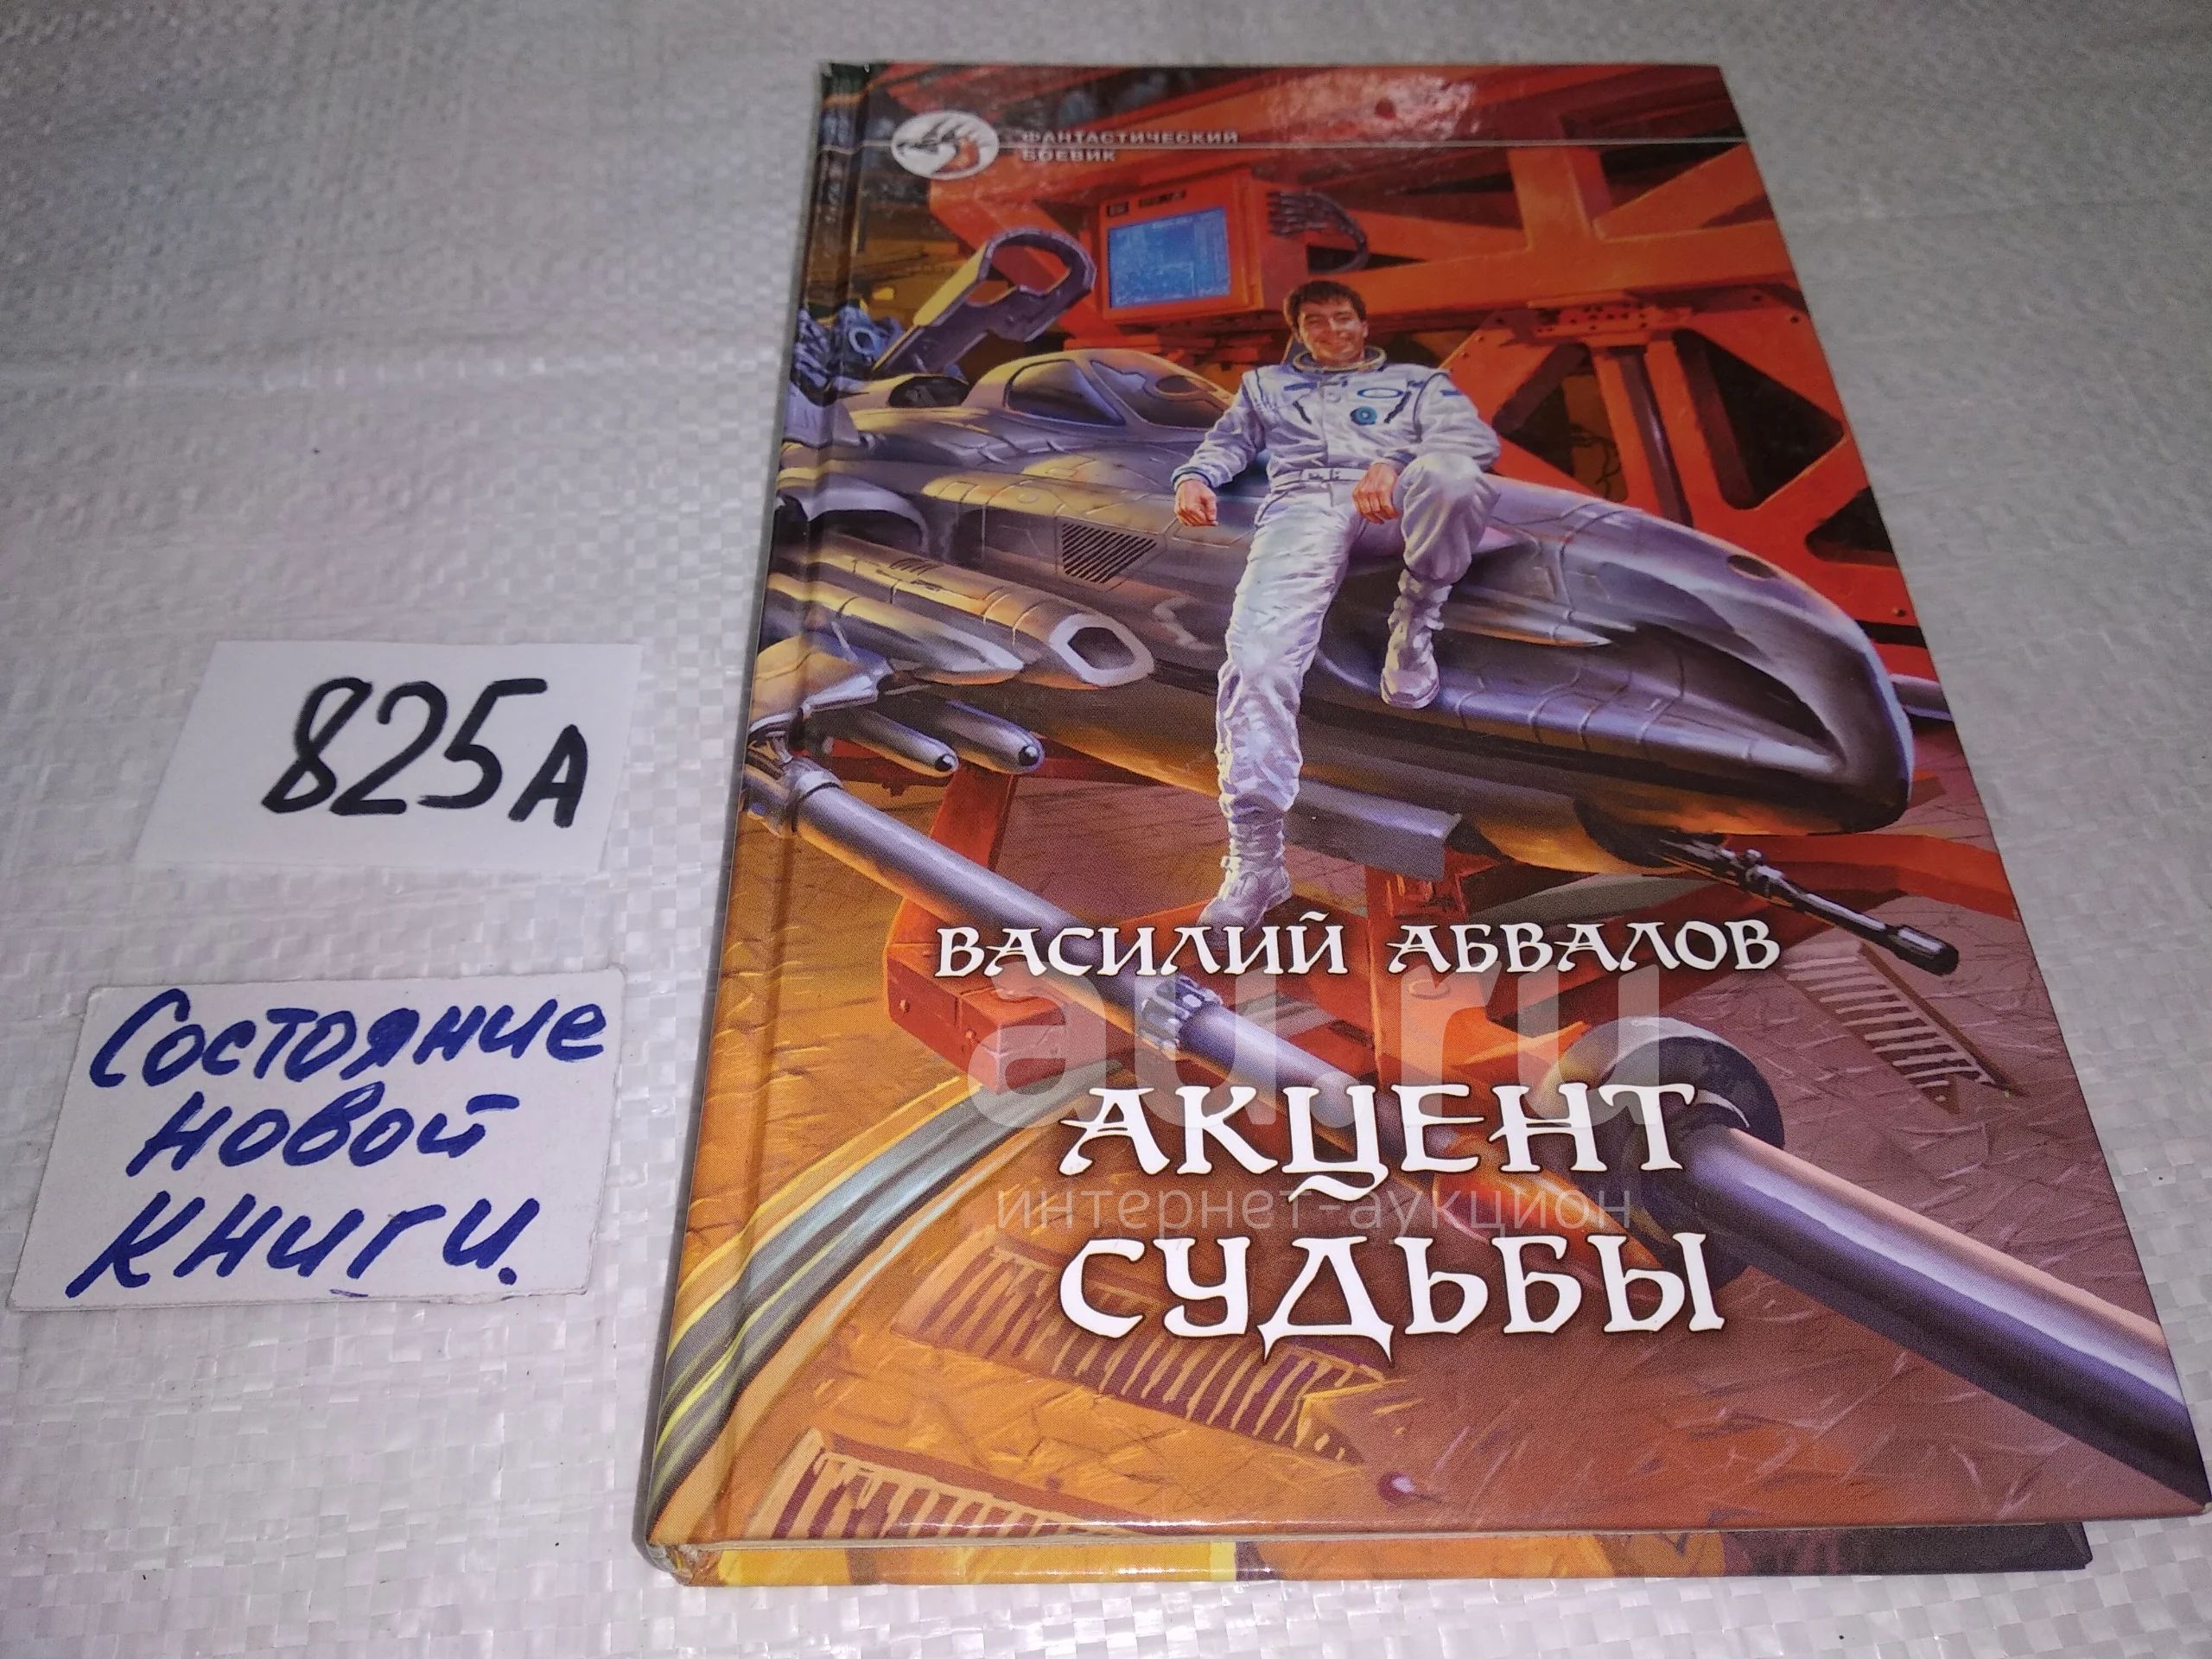 ФАНТАСТИЧЕСКИЙ
БОЕВИК
825А
Состояние
новой
книги.
ВАСИЛИЙ АБВАЛОВ
au.ru
АКЦЕНТ
интернет-аукцион
СУДЬБЫ